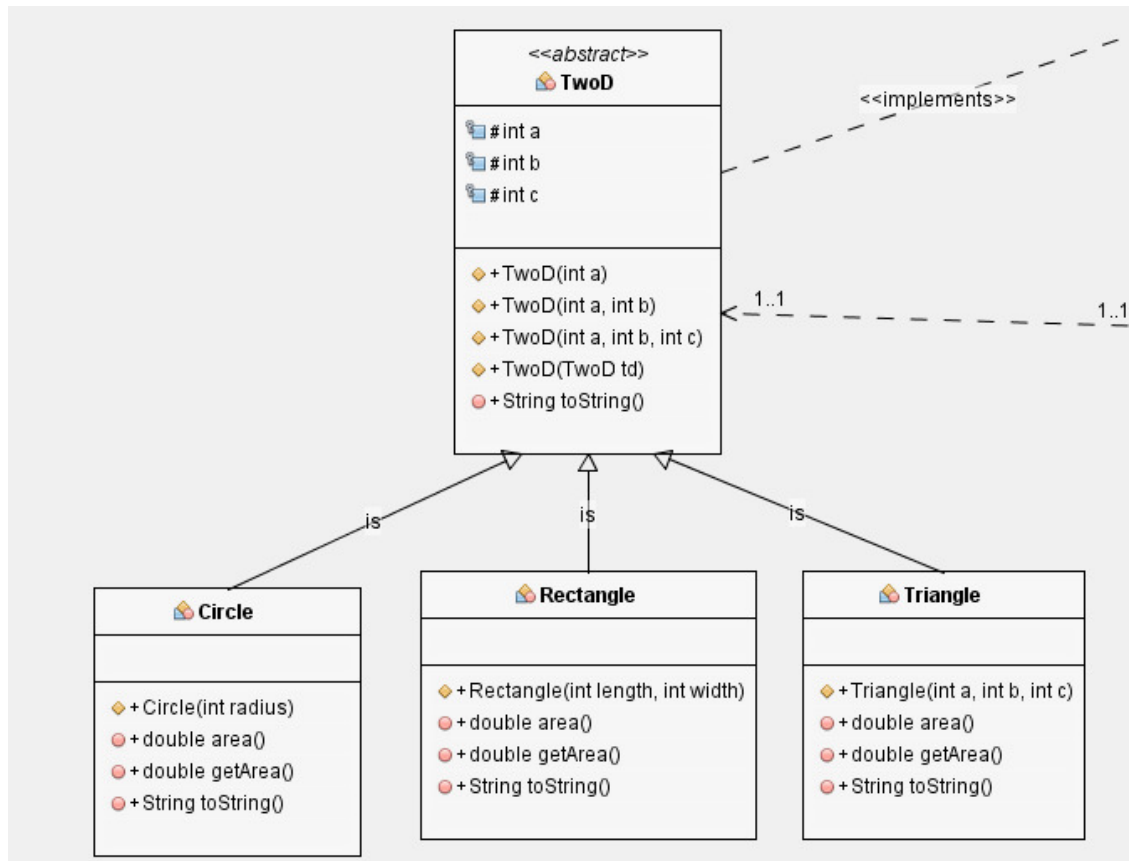 <<abstract>>
TwoD
# int a
# int b
# int c
+ TwoD(int a)
+ TwoD(int a, int b)
+ TwoD(int a, int b, int c)
+ TwoD(TwoD td)
+ String toString()
<<implements>>
1..1
1..1
is
is
is
Circle
+ Circle(int radius)
+ double area()
+ double getArea()
+ String toString()
Rectangle
+ Rectangle(int length, int width)
+ double area()
+ double getArea()
+ String toString()
Triangle
+ Triangle(int a, int b, int c)
+ double area()
+ double getArea()
+ String toString()